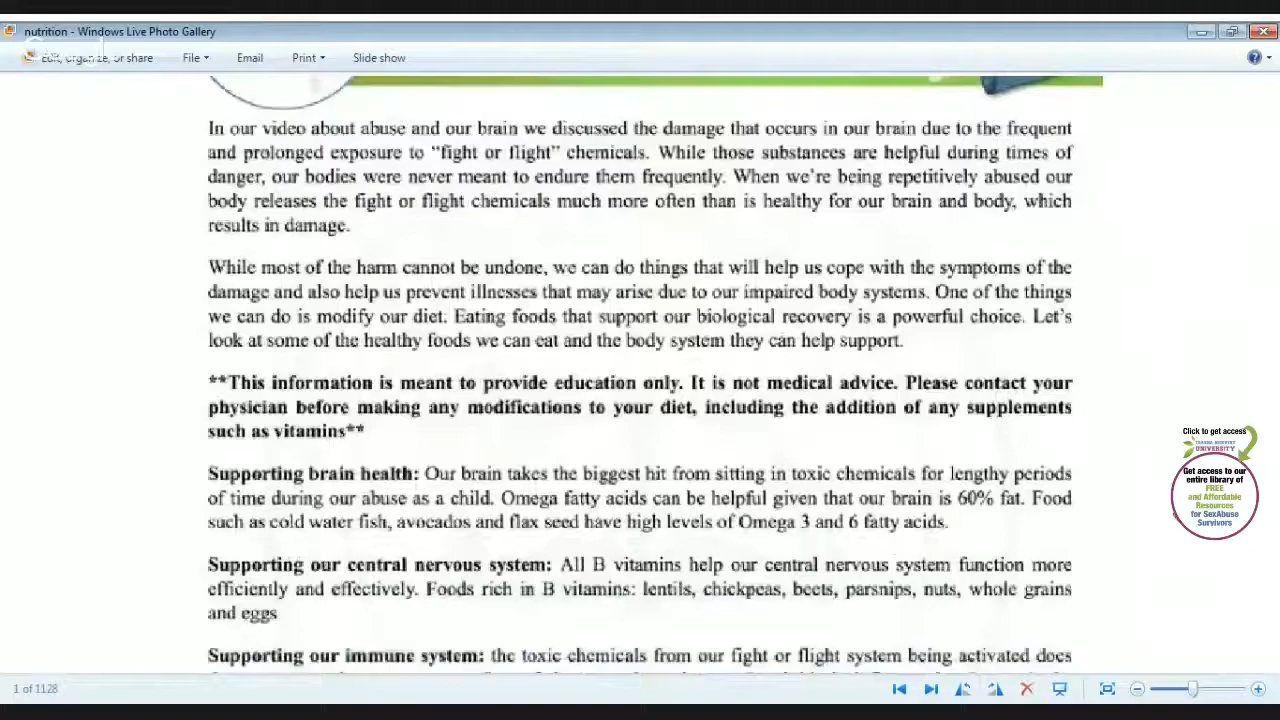 nutrition - Windows Live Photo Gallery
Edit, organize, or share File Email Print Slide show
In our video about abuse and our brain we discussed the damage that occurs in our brain due to the frequent
and prolonged exposure to “fight or flight” chemicals. While those substances are helpful during times of
danger, our bodies were never meant to endure them frequently. When we’re being repetitively abused our
body releases the fight or flight chemicals much more often than is healthy for our brain and body, which
results in damage.
While most of the harm cannot be undone, we can do things that will help us cope with the symptoms of the
damage and also help us prevent illnesses that may arise due to our impaired body systems. One of the things
we can do is modify our diet. Eating foods that support our biological recovery is a powerful choice. Let’s
look at some of the healthy foods we can eat and the body system they can help support.
**This information is meant to provide education only. It is not medical advice. Please contact your
physician before making any modifications to your diet, including the addition of any supplements
such as vitamins**
Supporting brain health: Our brain takes the biggest hit from sitting in toxic chemicals for lengthy periods
of time during our abuse as a child. Omega fatty acids can be helpful given that our brain is 60% fat. Food
such as cold water fish, avocados and flax seed have high levels of Omega 3 and 6 fatty acids.
Supporting our central nervous system: All B vitamins help our central nervous system function more
efficiently and effectively. Foods rich in B vitamins: lentils, chickpeas, beets, parsnips, nuts, whole grains
and eggs
Supporting our immune system: the toxic chemicals from our fight or flight system being activated does
Click to get access
UNIVERSITY
Get access to our
entire library of
FREE
and Affordable
Resources
for SexAbuse
Survivors
1 of 1128